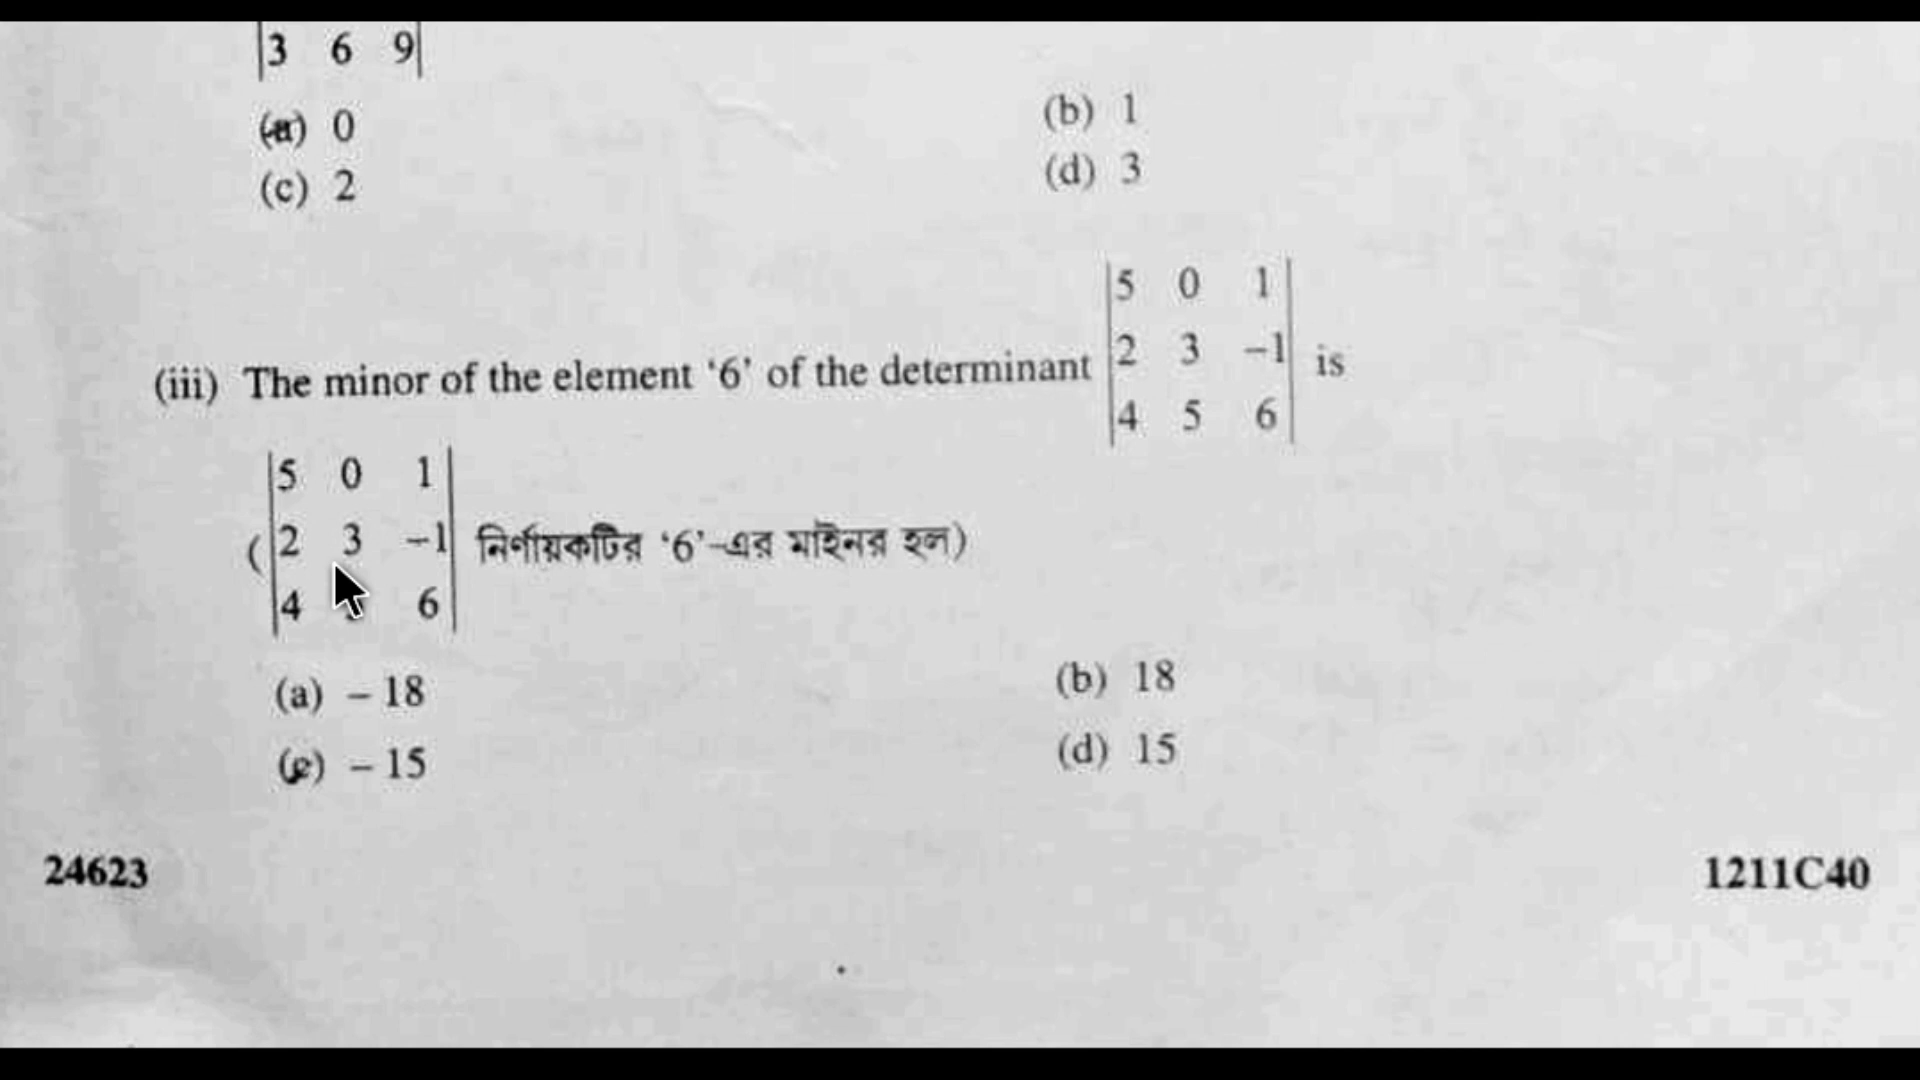 |3 6 9|
(a) 0 (b) 1
(c) 2 (d) 3
|5 0 1|
|2 3 -1|
|4 5 6|
(iii) The minor of the element ‘6’ of the determinant is
|5 0 1|
(|2 3 -1| নির্ণায়কটির ‘6’-এর মাইনর হল)
|4 6|
(a) – 18 (b) 18
(c) – 15 (d) 15
24623 1211C40